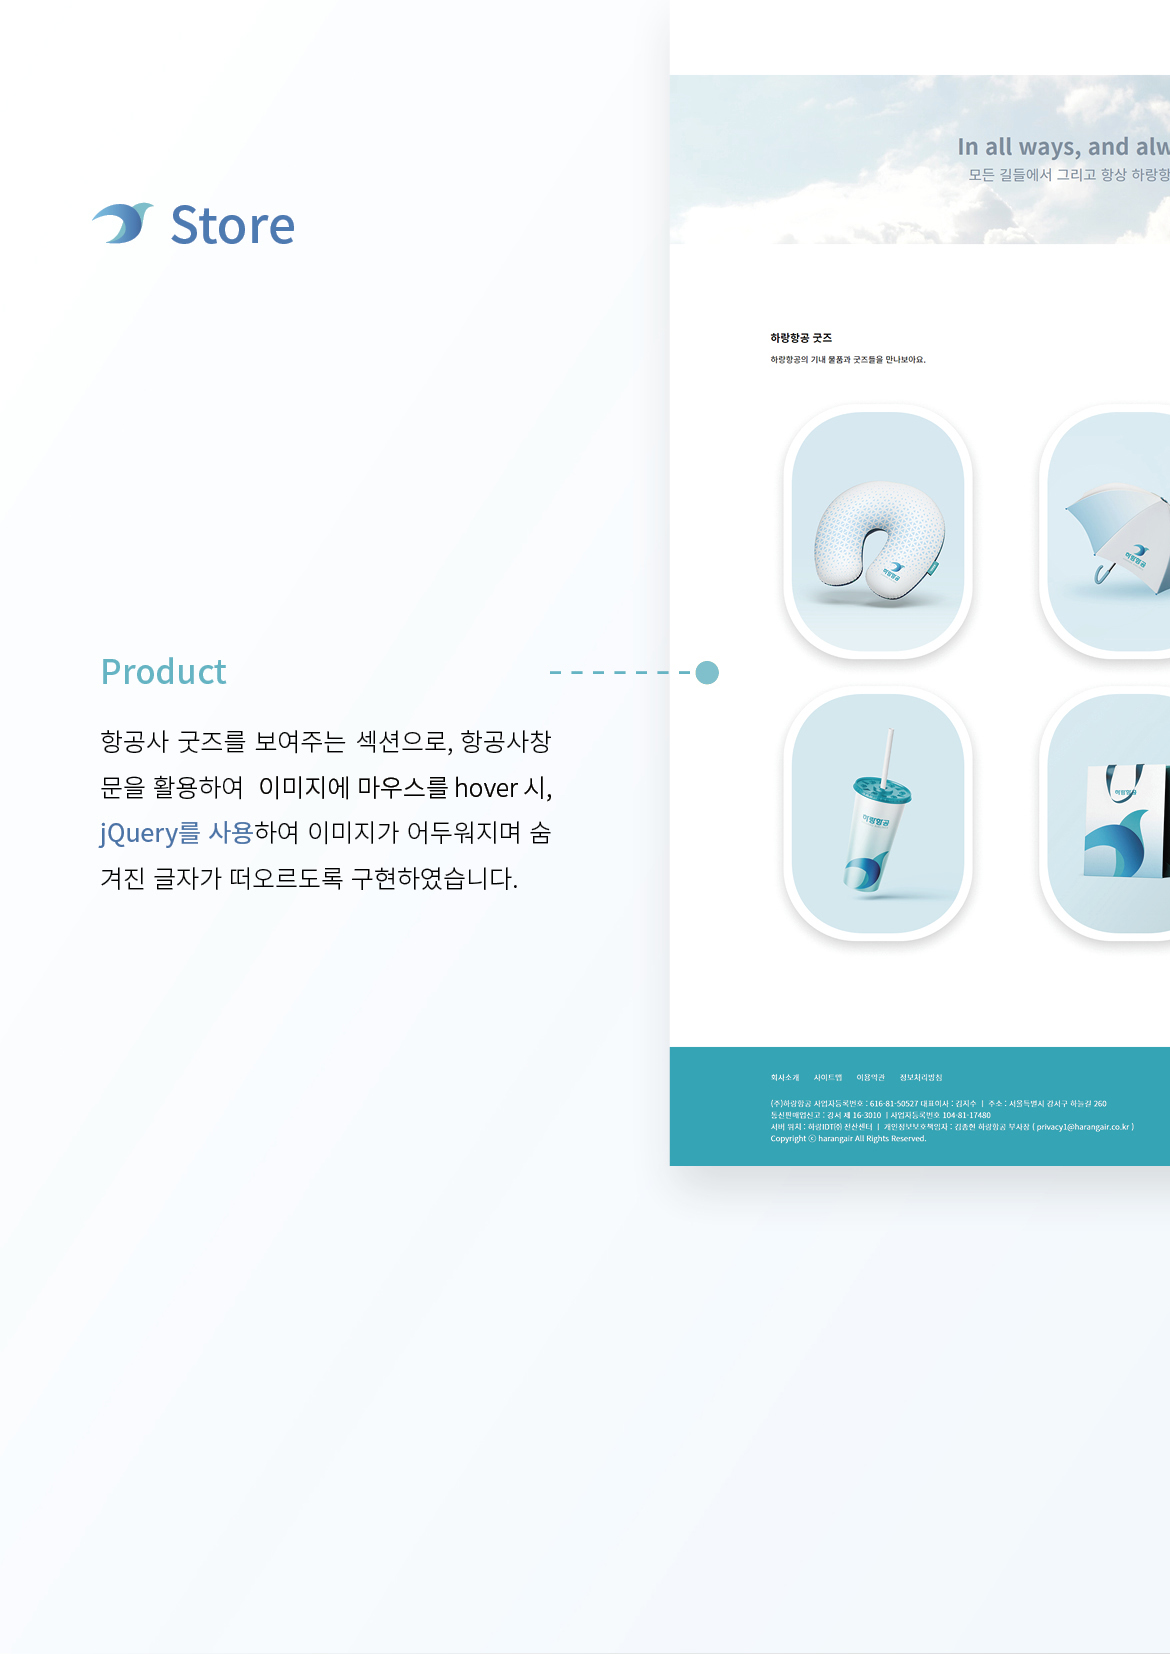 Store
In all ways, and alw
모든 길들에서 그리고 항상 하랑항
하랑항공 굿즈
하랑항공의 기내 물품과 굿즈들을 만나보아요.
하랑항공
하랑항공
Product
항공사 굿즈를 보여주는 섹션으로, 항공사창
문을 활용하여 이미지에 마우스를 hover 시,
jQuery를 사용하여 이미지가 어두워지며 숨
겨진 글자가 떠오르도록 구현하였습니다.
하랑항공
하랑항공
회사소개 사이트맵 이용약관 정보처리방침
(주)하랑항공 사업자등록번호 : 616-81-50527 대표이사 : 김지수 | 주소 : 서울특별시 강서구 하늘길 260
통신판매업신고 : 강서 제 16-3010 | 사업자등록번호 104-81-17480
서버 위치 : 하랑IDT㈜ 전산센터 | 개인정보보호책임자 : 김종현 하랑항공 부사장 ( privacy1@harangair.co.kr )
Copyright ⓒ harangair All Rights Reserved.